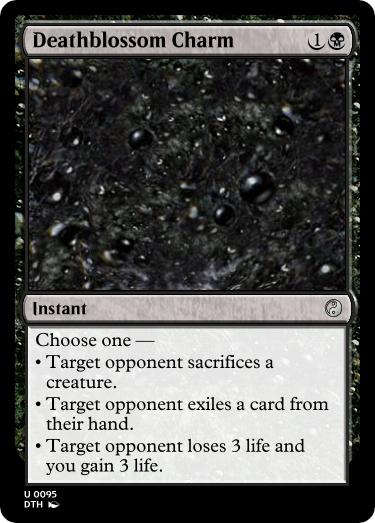 Deathblossom Charm 1
Instant
Choose one —
• Target opponent sacrifices a
creature.
• Target opponent exiles a card from
their hand.
• Target opponent loses 3 life and
you gain 3 life.
U 0095
DTH